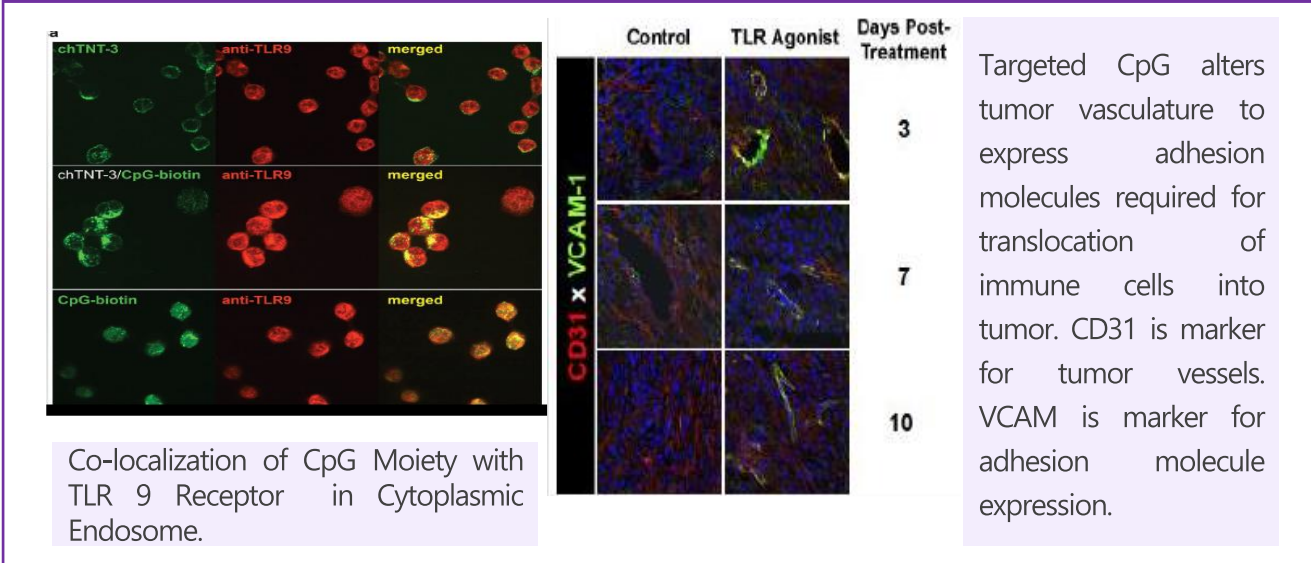 a
chTNT-3
anti-TLR9
merged
chTNT-3/CpG-biotin
anti-TLR9
merged
CpG-biotin
anti-TLR9
merged
Co-localization of CpG Moiety with
TLR 9 Receptor in Cytoplasmic
Endosome.
Control
TLR Agonist
Days Post-
Treatment
CD31 x VCAM-1
3
7
10
Targeted CpG alters
tumor vasculature to
express adhesion
molecules required for
translocation of
immune cells into
tumor. CD31 is marker
for tumor vessels.
VCAM is marker for
adhesion molecule
expression.